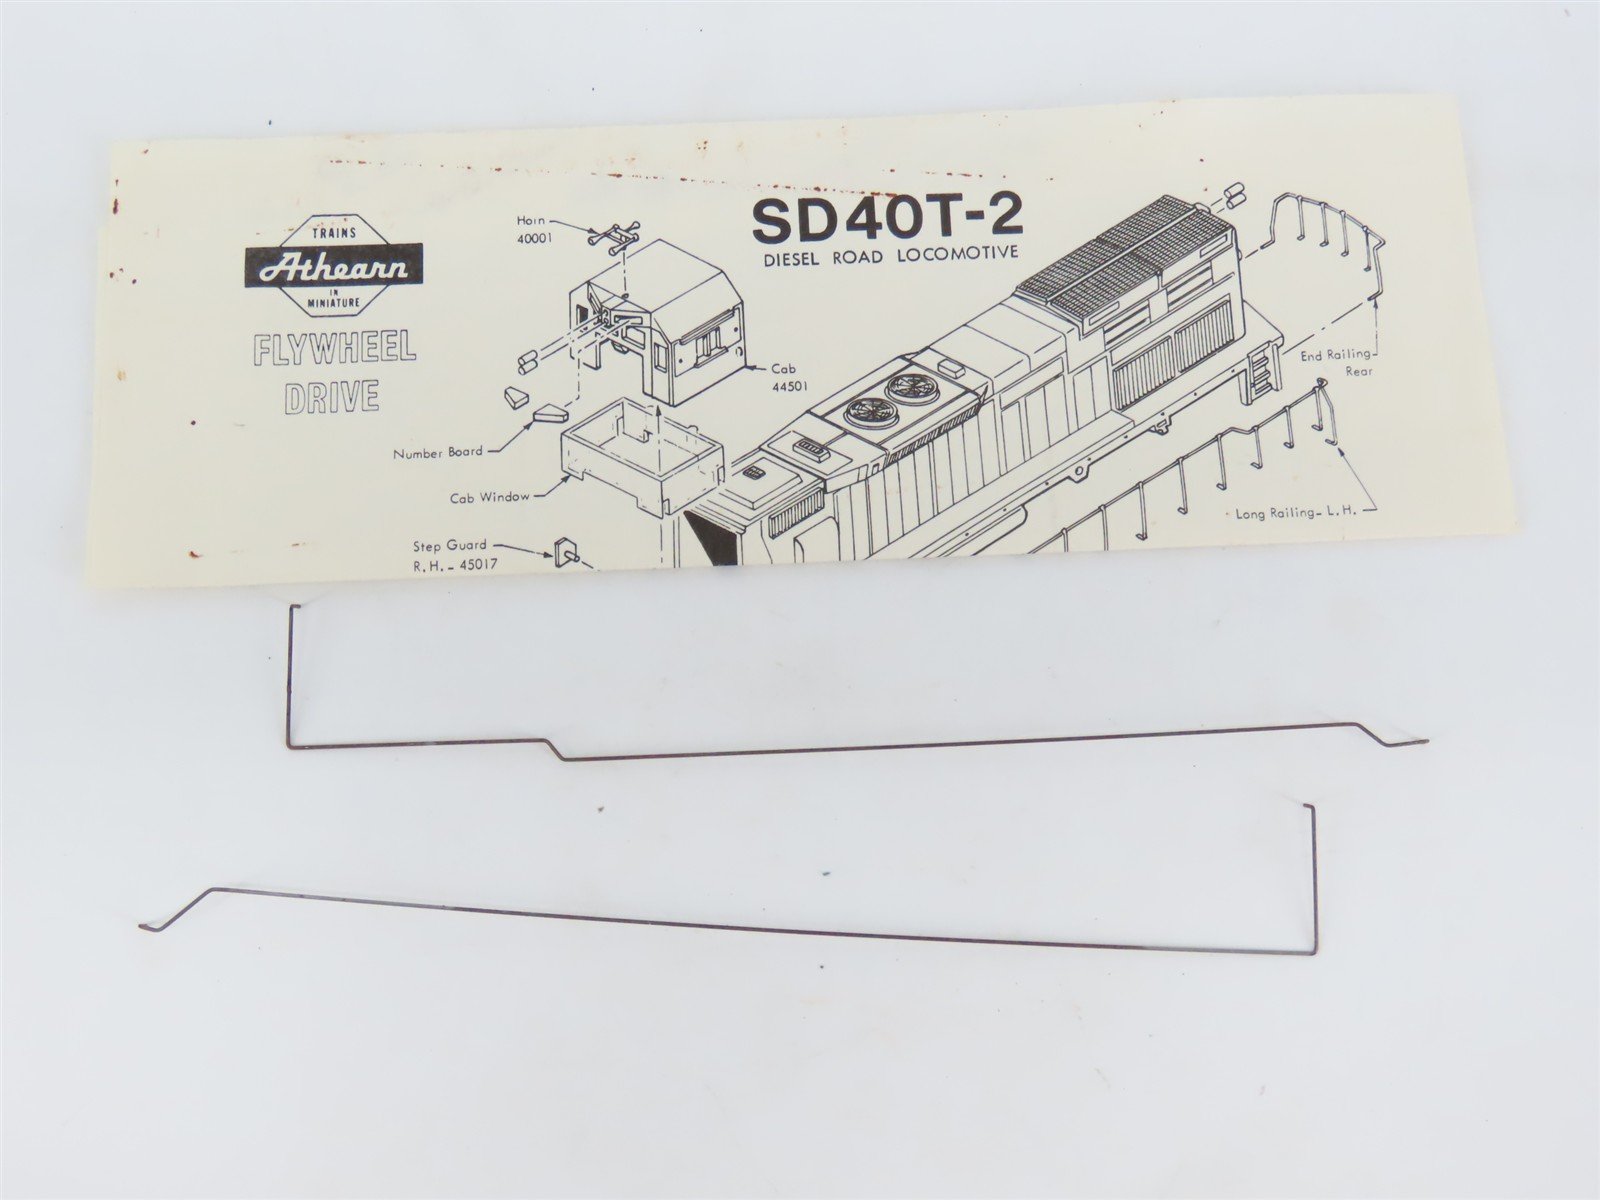 TRAINS
Athearn
IN
MINIATURE
FLYWHEEL
DRIVE
SD40T-2
DIESEL ROAD LOCOMOTIVE
Horn
40001
Cab
44501
Number Board
Cab Window
Step Guard
R.H. - 45017
End Railing
Rear
Long Railing - L.H.